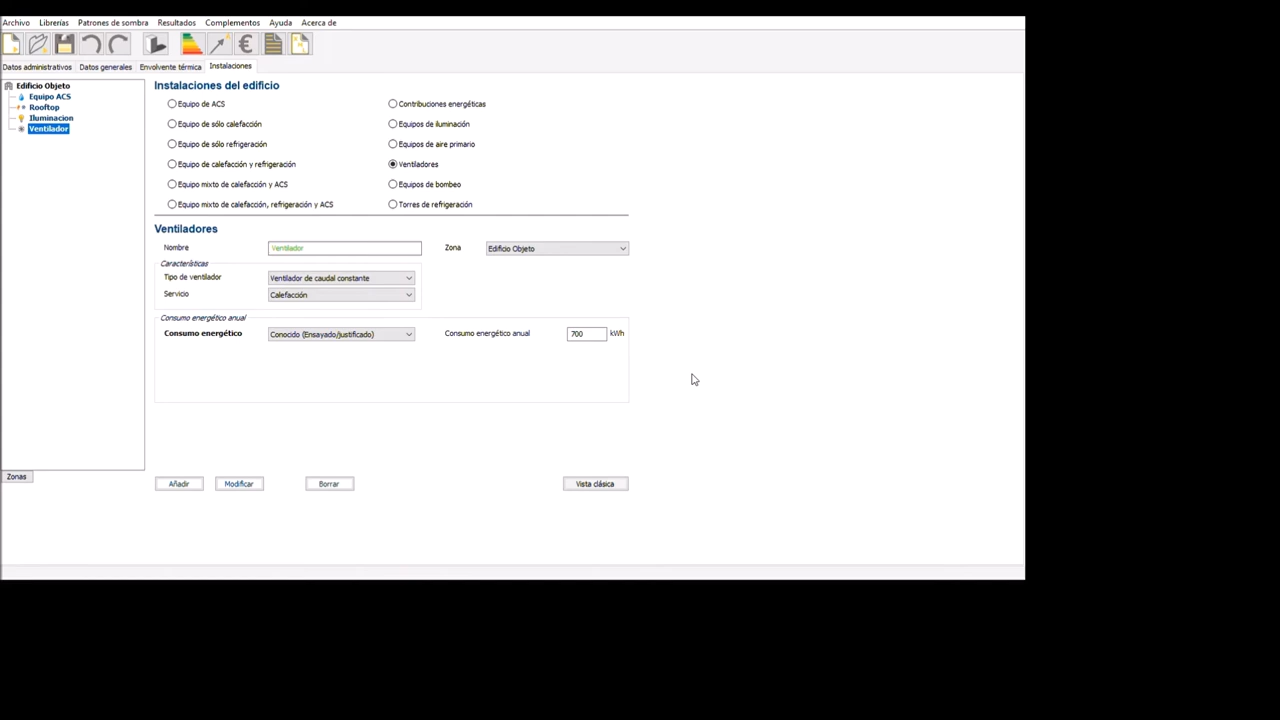 Archivo Librerías Patrones de sombra Resultados Complementos Ayuda Acerca de
Datos administrativos Datos generales Envolvente térmica Instalaciones
Edificio Objeto
Equipo ACS
Rooftop
Iluminacion
Ventilador
Zonas
Instalaciones del edificio
Equipo de ACS Contribuciones energéticas
Equipo de sólo calefacción Equipos de iluminación
Equipo de sólo refrigeración Equipos de aire primario
Equipo de calefacción y refrigeración Ventiladores
Equipo mixto de calefacción y ACS Equipos de bombeo
Equipo mixto de calefacción, refrigeración y ACS Torres de refrigeración
Ventiladores
Nombre Ventilador Zona Edificio Objeto
Características
Tipo de ventilador Ventilador de caudal constante
Servicio Calefacción
Consumo energético anual
Consumo energético Conocido (Ensayado/justificado) Consumo energético anual 700 kWh
Añadir Modificar Borrar Vista clásica